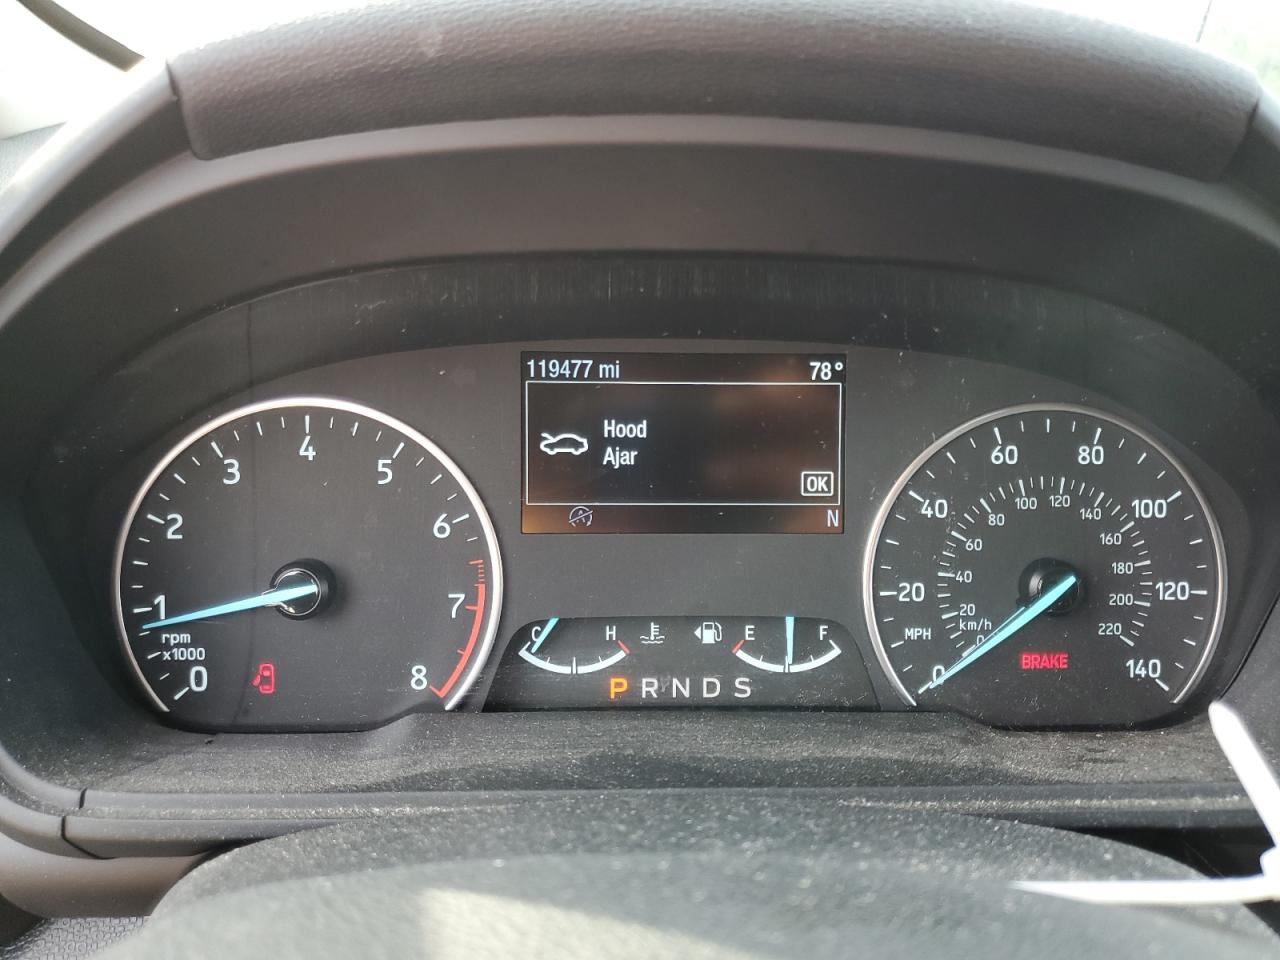 119477 mi 78°
Hood
Ajar
OK
N
0 1 2 3 4 5 6 7 8
rpm
x1000
C H E F
P R N D S
0 20 40 60 80 100 120 140
MPH
0 20 40 60 80 100 120 140 160 180 200 220
km/h
BRAKE